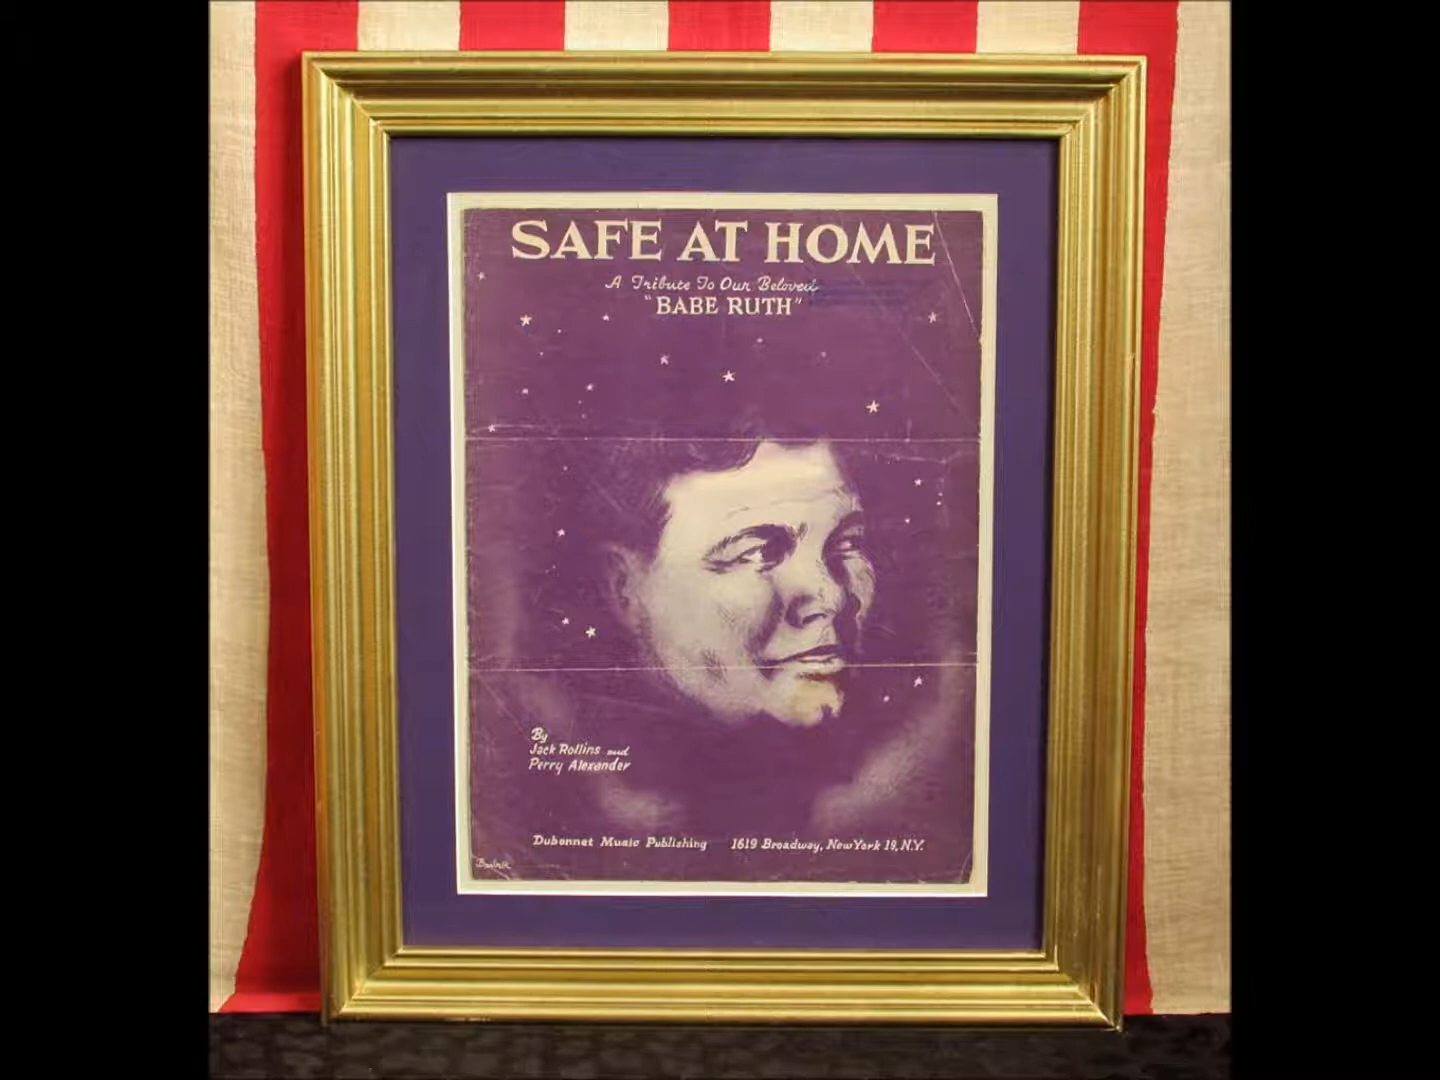 SAFE AT HOME
A Tribute To Our Beloved
"BABE RUTH"
By
Jack Rollins and
Perry Alexander
Dubonnet Music Publishing 1619 Broadway, New York 19, N.Y.